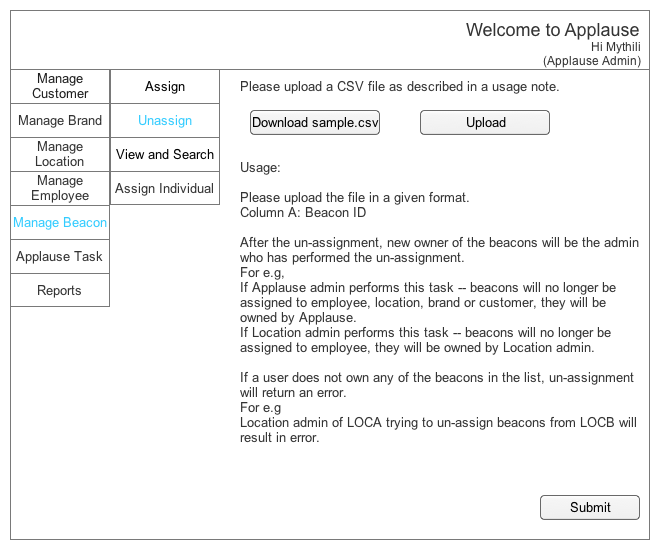 Welcome to Applause
Hi Mythili
(Applause Admin)
Manage
Customer
Manage Brand
Manage
Location
Manage
Employee
Manage Beacon
Applause Task
Reports
Assign
Unassign
View and Search
Assign Individual
Please upload a CSV file as described in a usage note.
Download sample.csv
Upload
Usage:
Please upload the file in a given format.
Column A: Beacon ID
After the un-assignment, new owner of the beacons will be the admin
who has performed the un-assignment.
For e.g,
If Applause admin performs this task -- beacons will no longer be
assigned to employee, location, brand or customer, they will be
owned by Applause.
If Location admin performs this task -- beacons will no longer be
assigned to employee, they will be owned by Location admin.
If a user does not own any of the beacons in the list, un-assignment
will return an error.
For e.g
Location admin of LOCA trying to un-assign beacons from LOCB will
result in error.
Submit